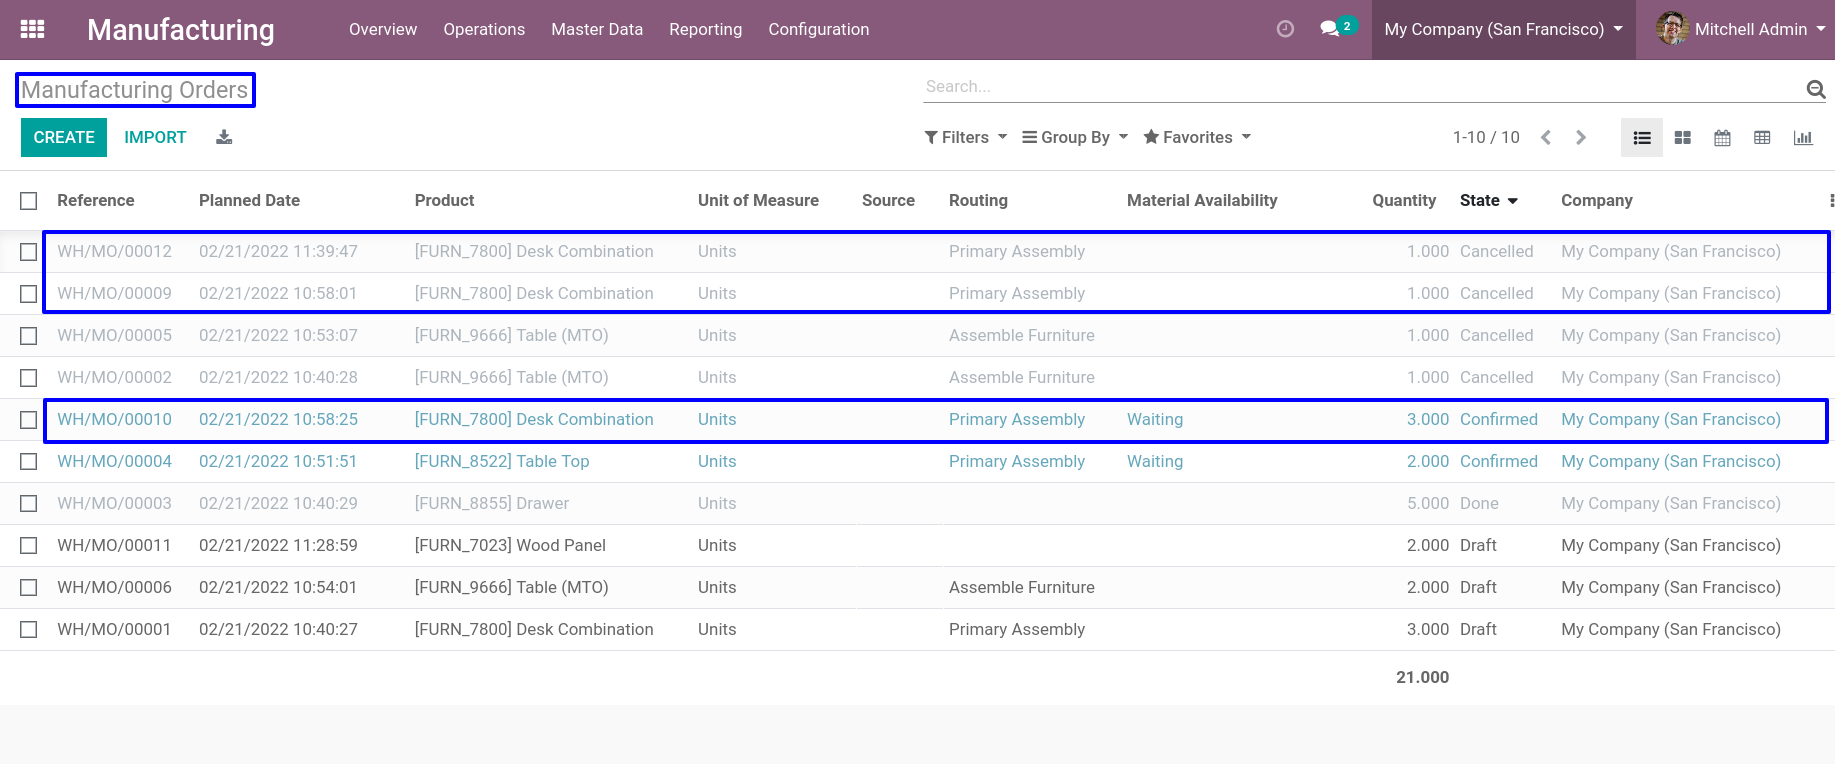 Manufacturing Overview Operations Master Data Reporting Configuration 2 My Company (San Francisco) Mitchell Admin
Manufacturing Orders Search...
CREATE IMPORT Filters Group By Favorites 1-10 / 10
Reference Planned Date Product Unit of Measure Source Routing Material Availability Quantity State Company
WH/MO/00012 02/21/2022 11:39:47 [FURN_7800] Desk Combination Units Primary Assembly 1.000 Cancelled My Company (San Francisco)
WH/MO/00009 02/21/2022 10:58:01 [FURN_7800] Desk Combination Units Primary Assembly 1.000 Cancelled My Company (San Francisco)
WH/MO/00005 02/21/2022 10:53:07 [FURN_9666] Table (MTO) Units Assemble Furniture 1.000 Cancelled My Company (San Francisco)
WH/MO/00002 02/21/2022 10:40:28 [FURN_9666] Table (MTO) Units Assemble Furniture 1.000 Cancelled My Company (San Francisco)
WH/MO/00010 02/21/2022 10:58:25 [FURN_7800] Desk Combination Units Primary Assembly Waiting 3.000 Confirmed My Company (San Francisco)
WH/MO/00004 02/21/2022 10:51:51 [FURN_8522] Table Top Units Primary Assembly Waiting 2.000 Confirmed My Company (San Francisco)
WH/MO/00003 02/21/2022 10:40:29 [FURN_8855] Drawer Units 5.000 Done My Company (San Francisco)
WH/MO/00011 02/21/2022 11:28:59 [FURN_7023] Wood Panel Units 2.000 Draft My Company (San Francisco)
WH/MO/00006 02/21/2022 10:54:01 [FURN_9666] Table (MTO) Units Assemble Furniture 2.000 Draft My Company (San Francisco)
WH/MO/00001 02/21/2022 10:40:27 [FURN_7800] Desk Combination Units Primary Assembly 3.000 Draft My Company (San Francisco)
21.000